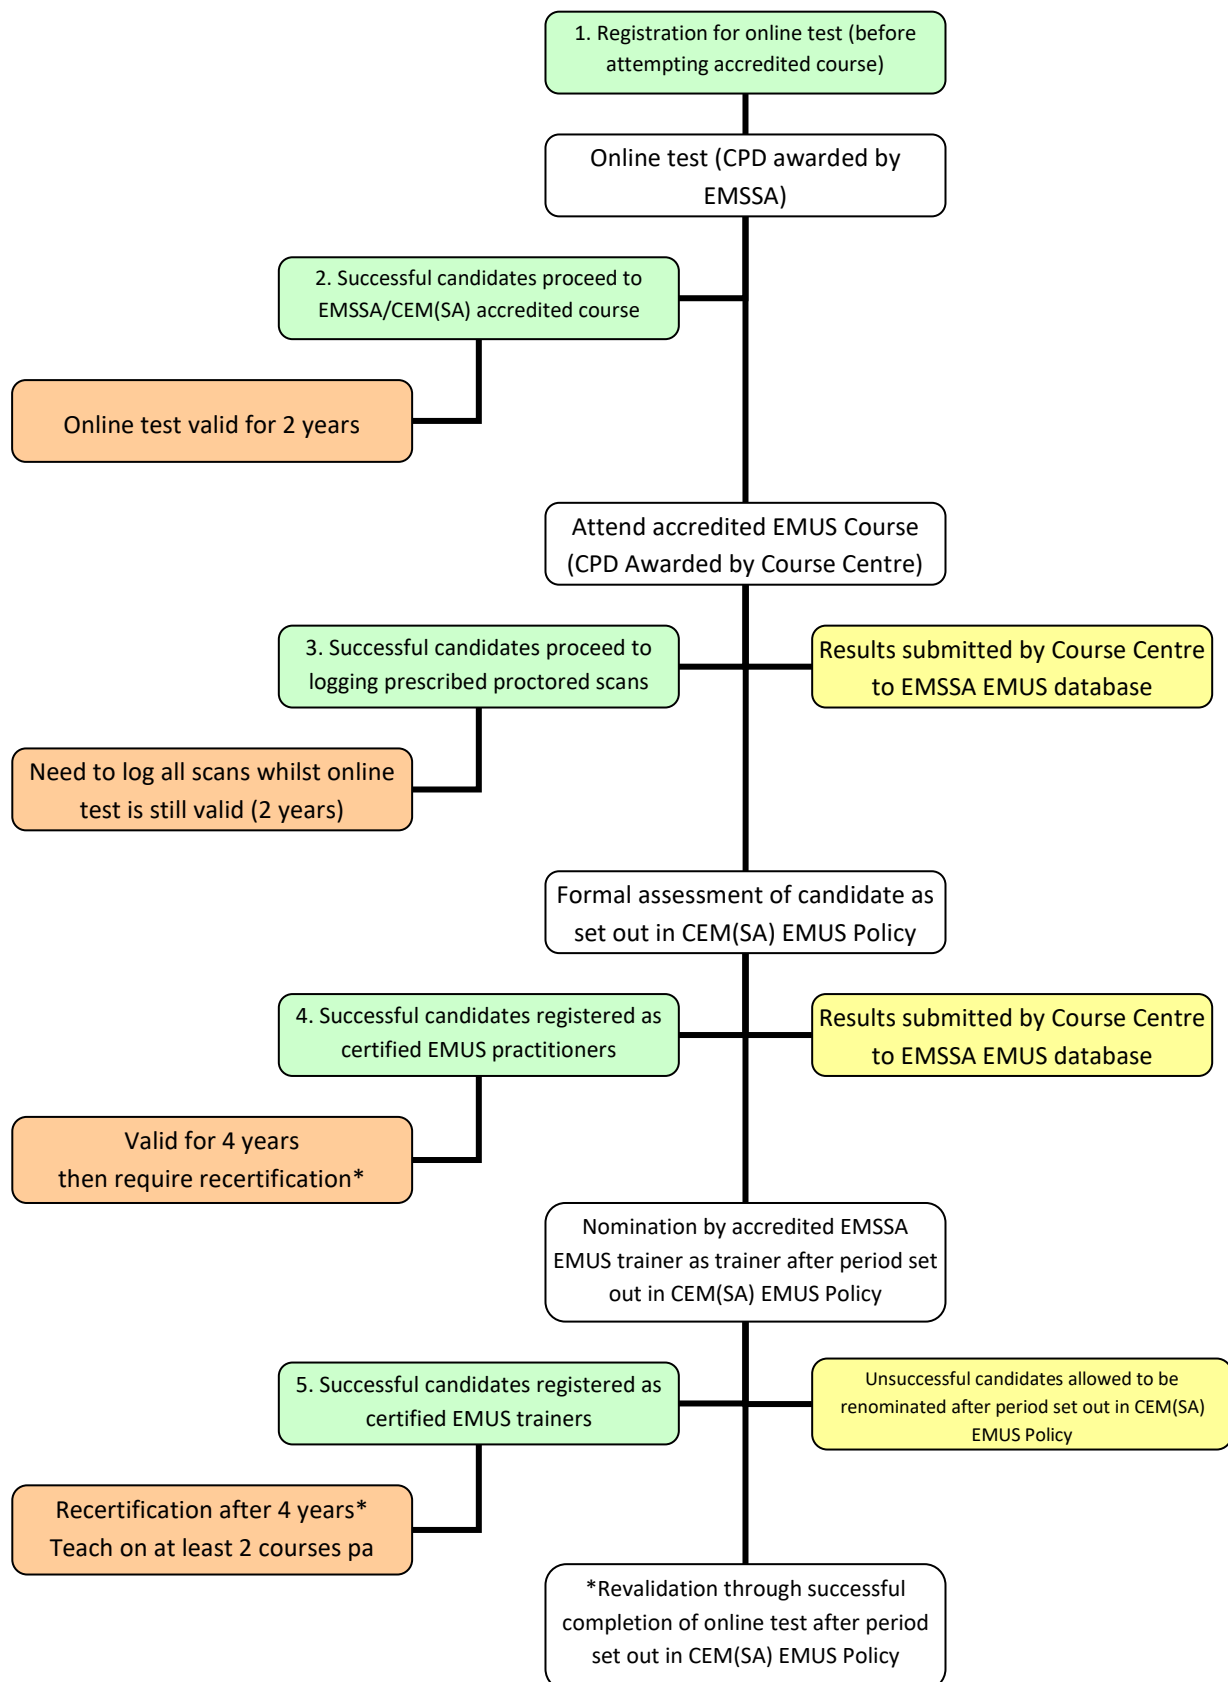 1. Registration for online test (before
attempting accredited course)
Online test (CPD awarded by
EMSSA)
2. Successful candidates proceed to
EMSSA/CEM(SA) accredited course
Online test valid for 2 years
Attend accredited EMUS Course
(CPD Awarded by Course Centre)
3. Successful candidates proceed to
logging prescribed proctored scans
Results submitted by Course Centre
to EMSSA EMUS database
Need to log all scans whilst online
test is still valid (2 years)
Formal assessment of candidate as
set out in CEM(SA) EMUS Policy
4. Successful candidates registered as
certified EMUS practitioners
Results submitted by Course Centre
to EMSSA EMUS database
Valid for 4 years
then require recertification*
Nomination by accredited EMSSA
EMUS trainer as trainer after period set
out in CEM(SA) EMUS Policy
5. Successful candidates registered as
certified EMUS trainers
Unsuccessful candidates allowed to be
renominated after period set out in CEM(SA)
EMUS Policy
Recertification after 4 years*
Teach on at least 2 courses pa
*Revalidation through successful
completion of online test after period
set out in CEM(SA) EMUS Policy